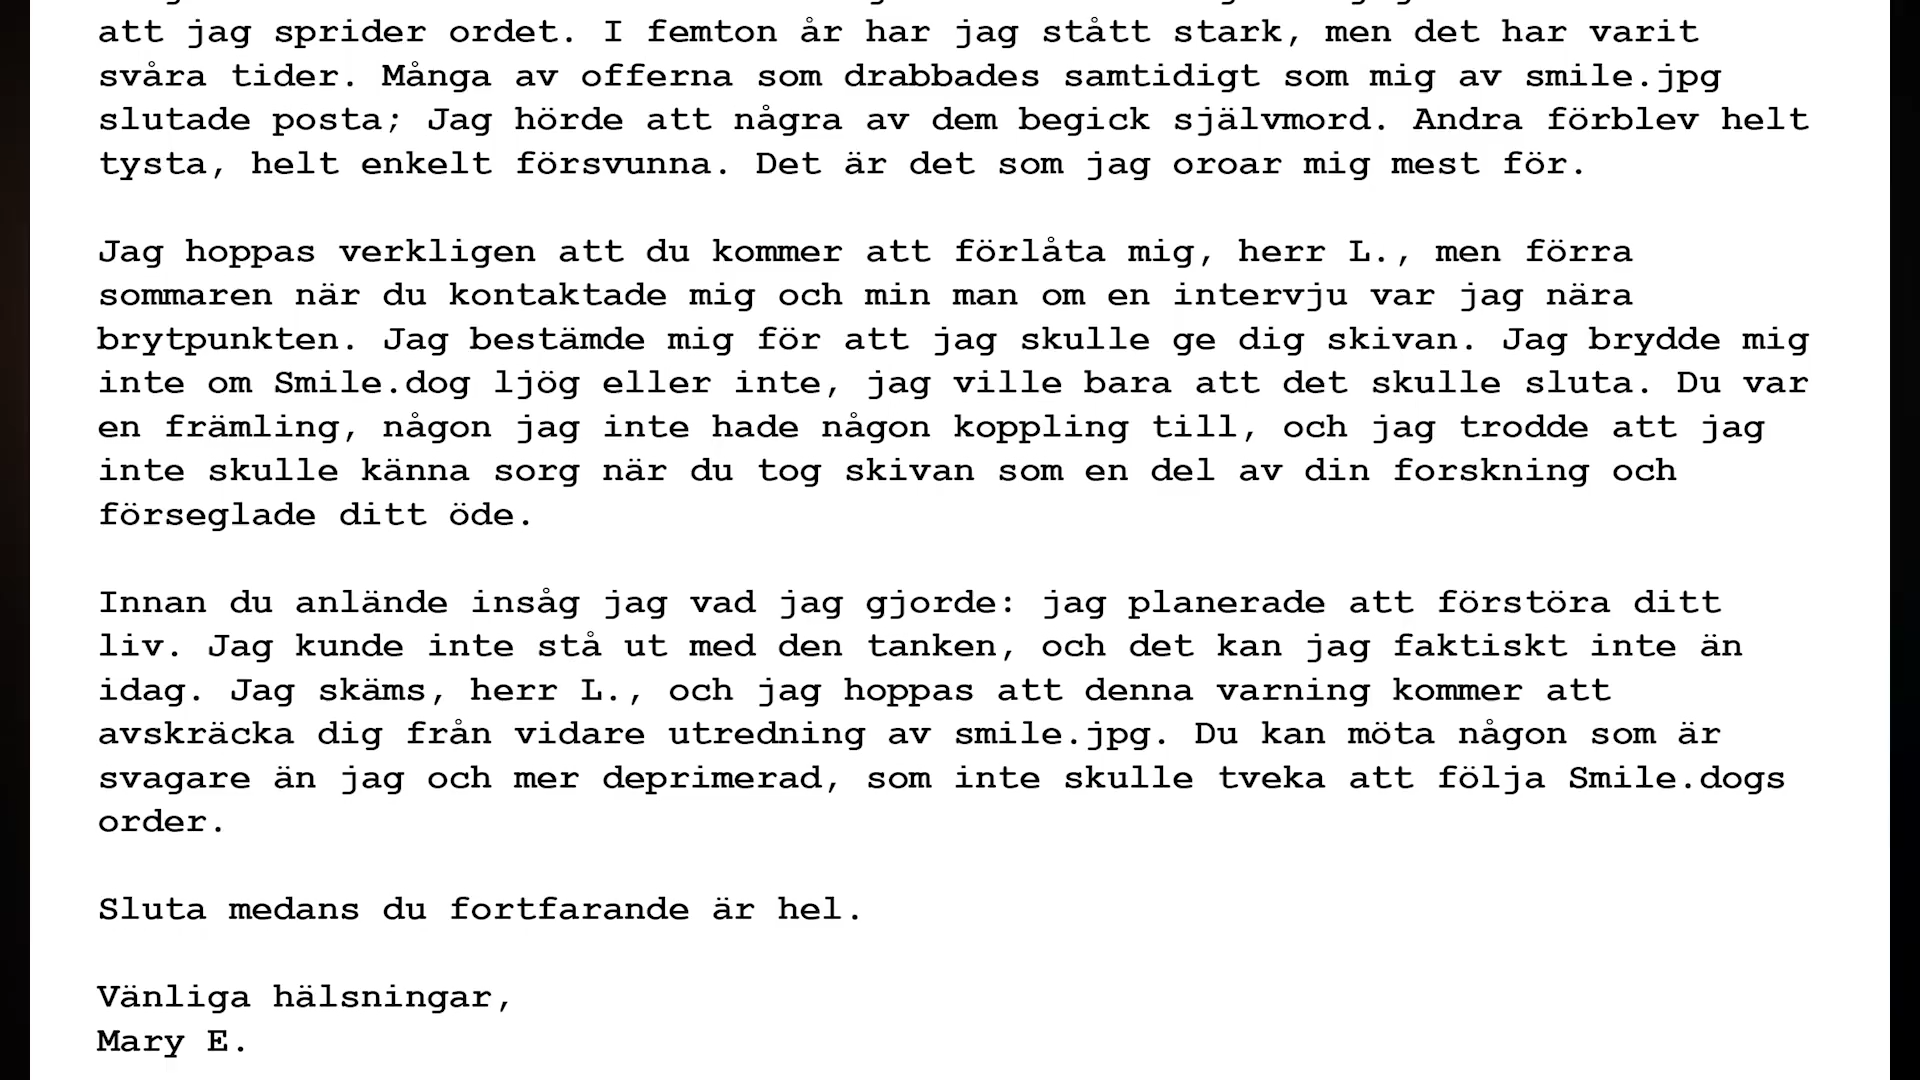 att jag sprider ordet. I femton år har jag stått stark, men det har varit
svåra tider. Många av offerna som drabbades samtidigt som mig av smile.jpg
slutade posta; Jag hörde att några av dem begick självmord. Andra förblev helt
tysta, helt enkelt försvunna. Det är det som jag oroar mig mest för.
Jag hoppas verkligen att du kommer att förlåta mig, herr L., men förra
sommaren när du kontaktade mig och min man om en intervju var jag nära
brytpunkten. Jag bestämde mig för att jag skulle ge dig skivan. Jag brydde mig
inte om Smile.dog ljög eller inte, jag ville bara att det skulle sluta. Du var
en främling, någon jag inte hade någon koppling till, och jag trodde att jag
inte skulle känna sorg när du tog skivan som en del av din forskning och
förseglade ditt öde.
Innan du anlände insåg jag vad jag gjorde: jag planerade att förstöra ditt
liv. Jag kunde inte stå ut med den tanken, och det kan jag faktiskt inte än
idag. Jag skäms, herr L., och jag hoppas att denna varning kommer att
avskräcka dig från vidare utredning av smile.jpg. Du kan möta någon som är
svagare än jag och mer deprimerad, som inte skulle tveka att följa Smile.dogs
order.
Sluta medans du fortfarande är hel.
Vänliga hälsningar,
Mary E.